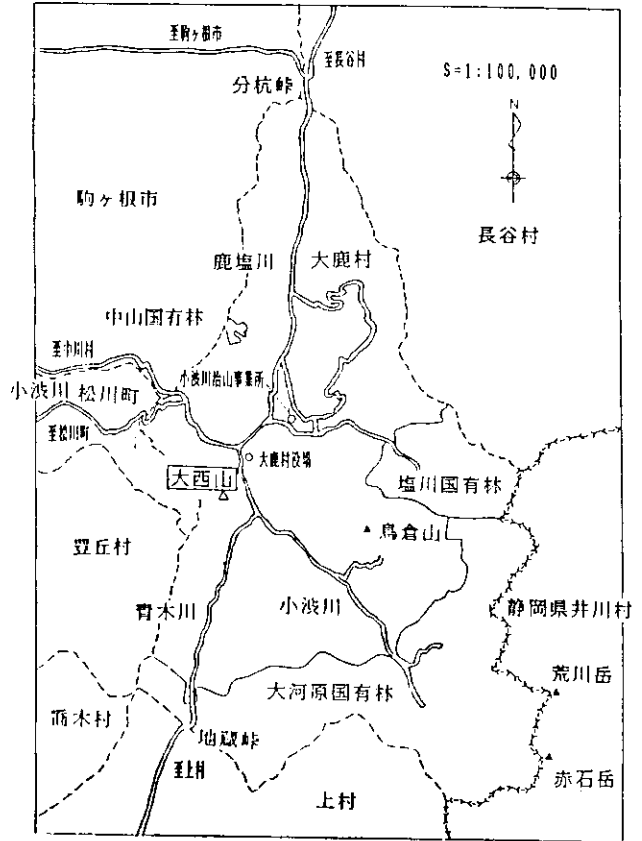 至駒ヶ根市
至長谷村
分杭峠
S=1:100,000
N
駒ヶ根市
長谷村
鹿塩川
大鹿村
中山国有林
至中川村
小渋川治山事業所
小渋川
松川町
至松川町
大鹿村役場
大西山
塩川国有林
鳥倉山
豊丘村
青木川
小渋川
静岡県井川村
荒川岳
大河原国有林
喬木村
地蔵峠
至上村
赤石岳
上村